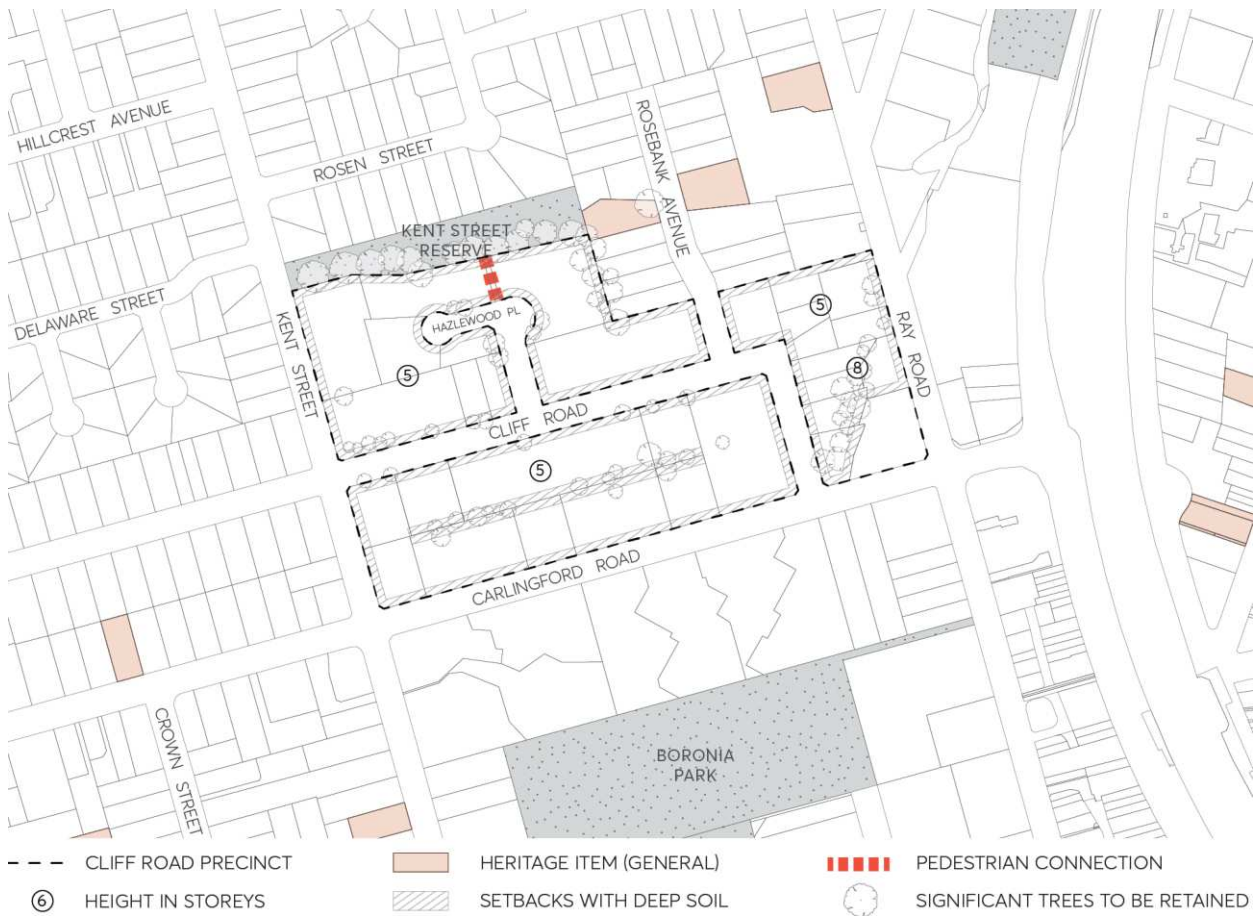 HILLCREST AVENUE
ROSEN STREET
ROSEBANK AVENUE
KENT STREET
RESERVE
DELAWARE STREET
HAZLEWOOD PL
5
RAY ROAD
KENT STREET
5
8
CLIFF ROAD
5
CARLINGFORD ROAD
CROWN STREET
BORONIA
PARK
CLIFF ROAD PRECINCT
HERITAGE ITEM (GENERAL)
PEDESTRIAN CONNECTION
6 HEIGHT IN STOREYS
SETBACKS WITH DEEP SOIL
SIGNIFICANT TREES TO BE RETAINED